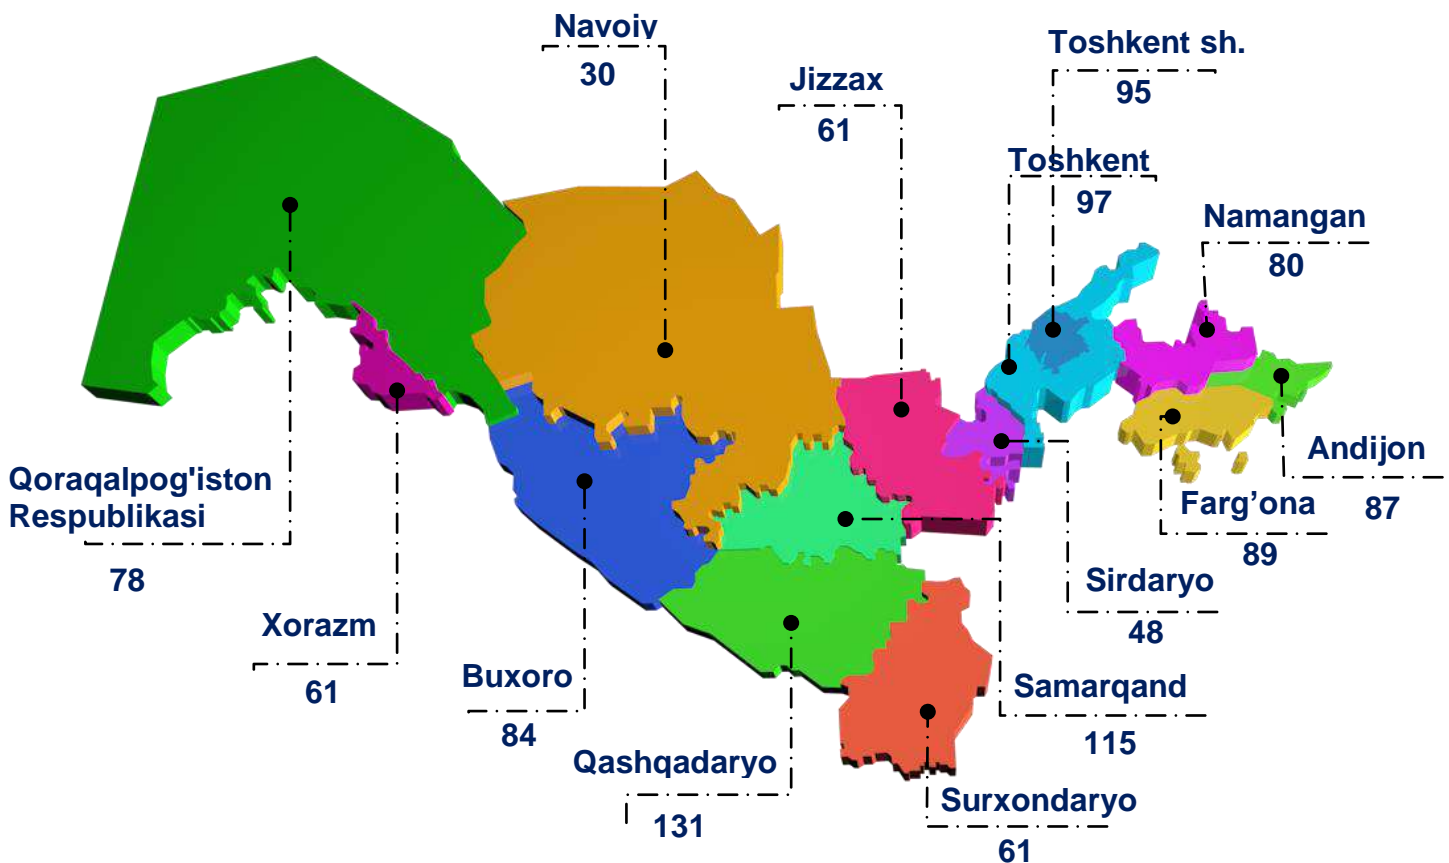 Navoiy
30
Toshkent sh.
95
Jizzax
61
Toshkent
97
Namangan
80
Qoraqalpog'iston
Respublikasi
78
Andijon
87
Farg’ona
89
Sirdaryo
48
Xorazm
61
Buxoro
84
Samarqand
115
Qashqadaryo
131
Surxondaryo
61